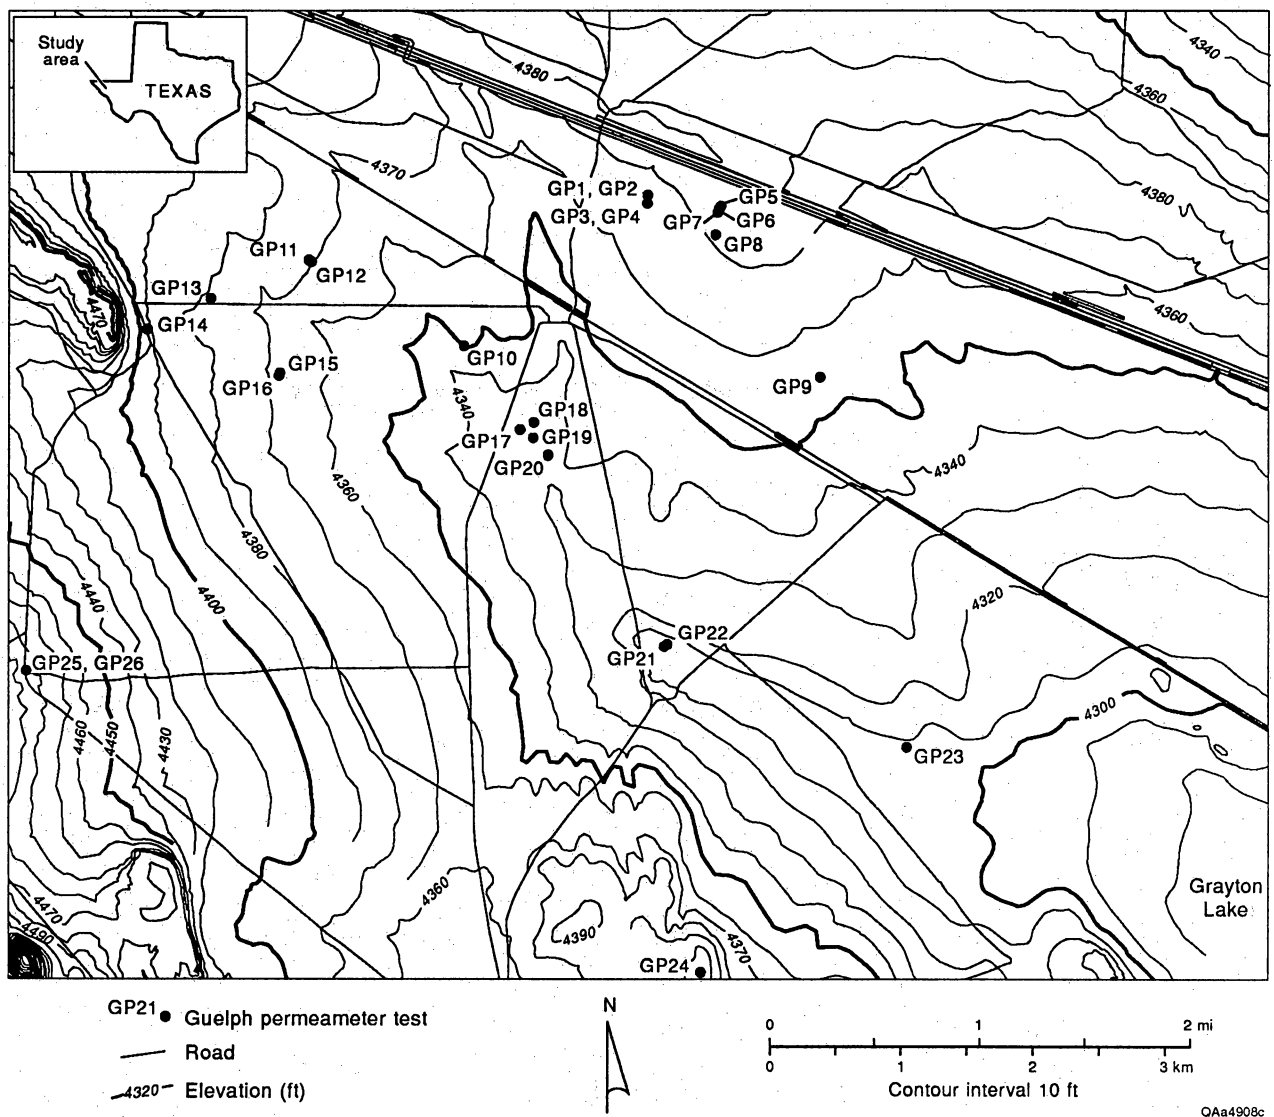 Study
area
TEXAS
4380
4340
4360
4370
4380
GP1, GP2
GP3, GP4
GP5
GP7
GP6
GP8
GP11
GP12
GP13
GP14
4470
4360
GP10
GP15
GP16
GP9
4340
GP18
GP17
GP19
GP20
4340
4360
4380
4400
4440
4320
GP22
GP21
GP25, GP26
4300
4460
4450
4430
GP23
4360
Grayton
Lake
4470
4490
4390
4370
GP24
GP21 Guelph permeameter test
Road
4320 Elevation (ft)
N
0 1 2 mi
0 1 2 3 km
Contour interval 10 ft
QAa4908c